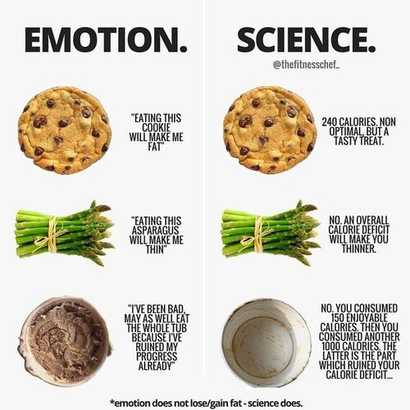 EMOTION.
SCIENCE.
@thefitnesschef_
"EATING THIS
COOKIE
WILL MAKE ME
FAT"
240 CALORIES. NON
OPTIMAL, BUT A
TASTY TREAT.
"EATING THIS
ASPARAGUS
WILL MAKE ME
THIN"
NO. AN OVERALL
CALORIE DEFICIT
WILL MAKE YOU
THINNER.
"I'VE BEEN BAD,
MAY AS WELL EAT
THE WHOLE TUB
BECAUSE I'VE
RUINED MY
PROGRESS
ALREADY"
NO. YOU CONSUMED
150 ENJOYABLE
CALORIES. THEN YOU
CONSUMED ANOTHER
1000 CALORIES. THE
LATTER IS THE PART
WHICH RUINED YOUR
CALORIE DEFICIT...
*emotion does not lose/gain fat - science does.